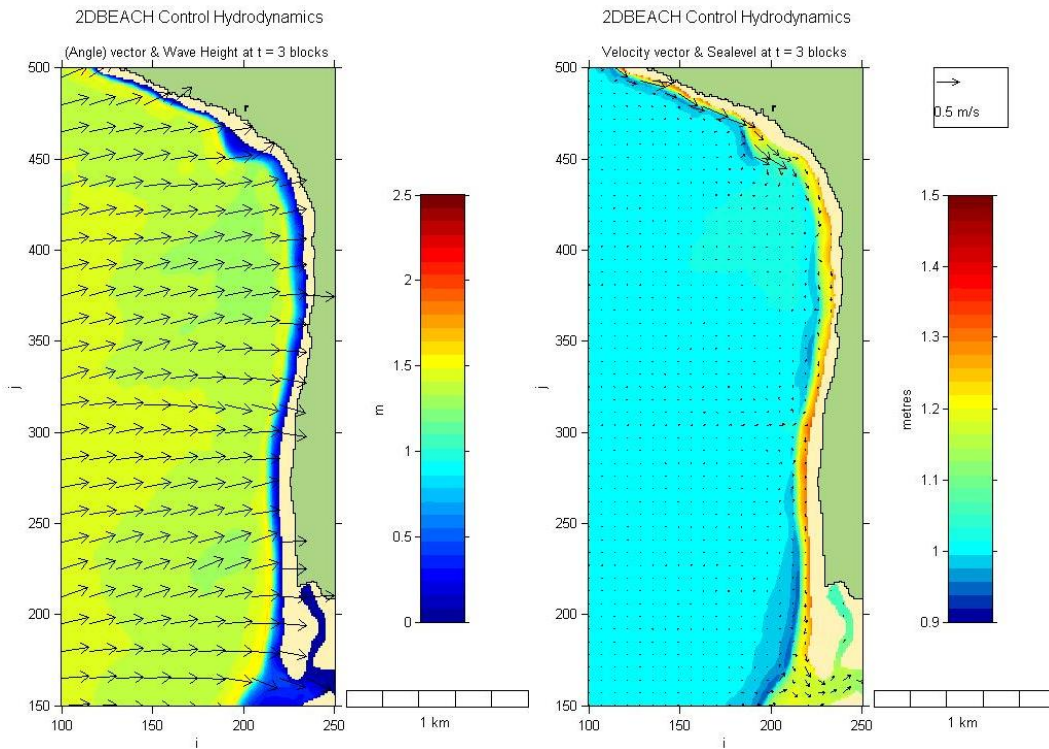 2DBEACH Control Hydrodynamics
(Angle) vector & Wave Height at t = 3 blocks
500
450
400
350
300
250
200
150
j
100
150
200
250
i
r
2.5
2
1.5
1
0.5
0
m
1 km
2DBEACH Control Hydrodynamics
Velocity vector & Sealevel at t = 3 blocks
500
450
400
350
300
250
200
150
j
100
150
200
250
i
r
0.5 m/s
1.5
1.4
1.3
1.2
1.1
1
0.9
metres
1 km